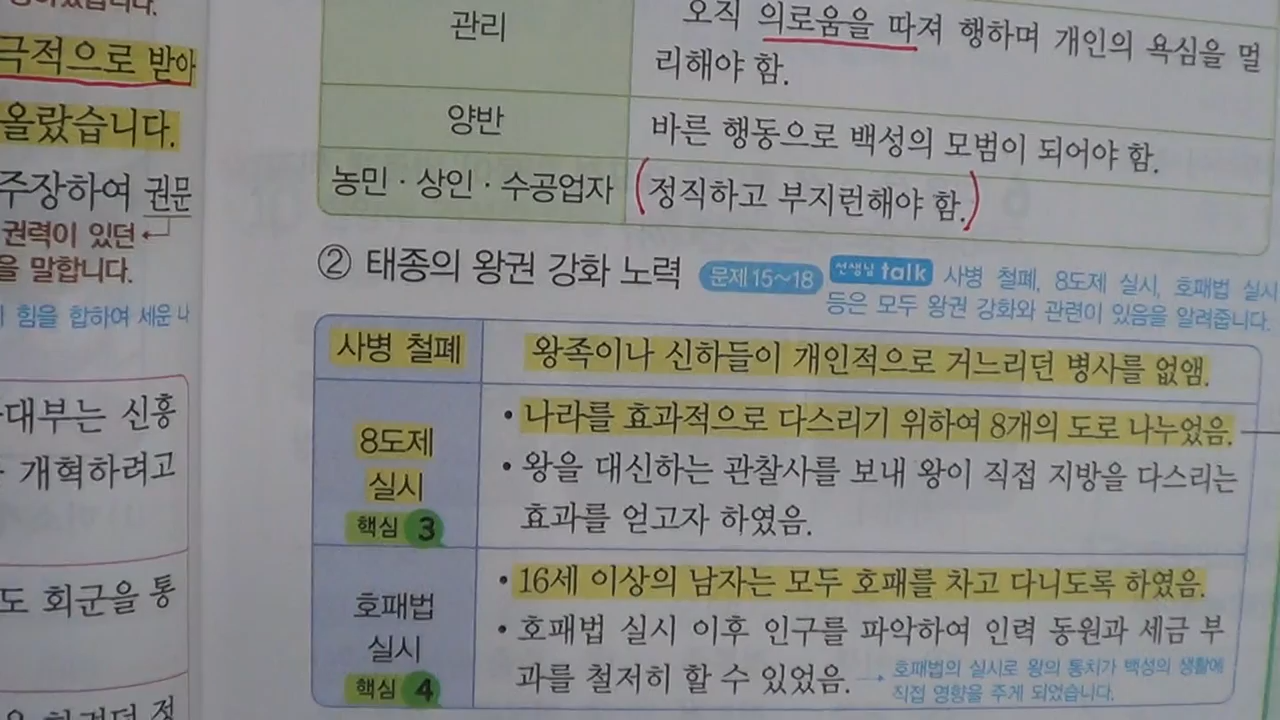 극적으로 받아
올랐습니다.
주장하여 권문
권력이 있던
을 말합니다.
힘을 합하여 세운 나
대부는 신흥
개혁하려고
도 회군을 통
관리
오직 의로움을 따져 행하며 개인의 욕심을 멀
리해야 함.
양반
바른 행동으로 백성의 모범이 되어야 함.
농민·상인·수공업자
(정직하고 부지런해야 함.)
② 태종의 왕권 강화 노력 문제 15~18 선생님 talk 사병 철폐, 8도제 실시, 호패법 실시
등은 모두 왕권 강화와 관련이 있음을 알려줍니다.
사병 철폐
왕족이나 신하들이 개인적으로 거느리던 병사를 없앰.
8도제
실시
핵심 3
• 나라를 효과적으로 다스리기 위하여 8개의 도로 나누었음.
• 왕을 대신하는 관찰사를 보내 왕이 직접 지방을 다스리는
효과를 얻고자 하였음.
호패법
실시
핵심 4
• 16세 이상의 남자는 모두 호패를 차고 다니도록 하였음.
• 호패법 실시 이후 인구를 파악하여 인력 동원과 세금 부
과를 철저히 할 수 있었음.
호패법의 실시로 왕의 통치가 백성의 생활에
직접 영향을 주게 되었습니다.